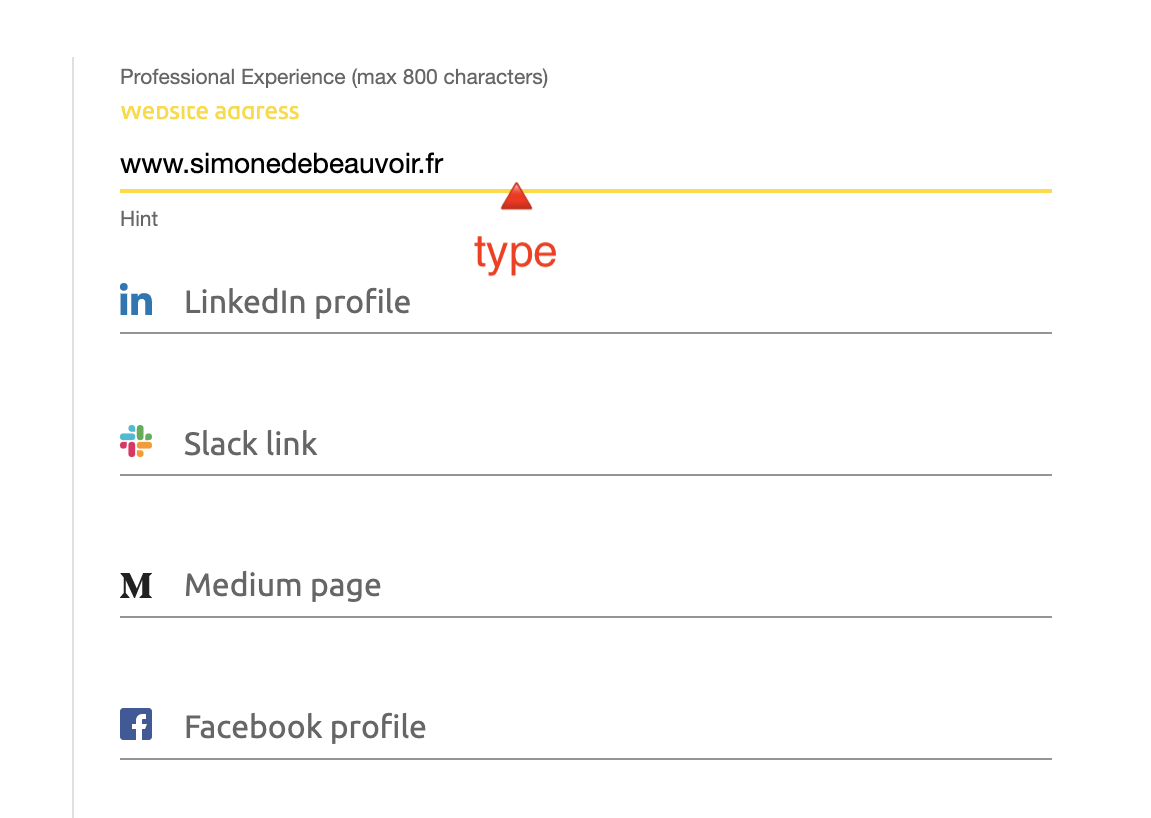 Professional Experience (max 800 characters)
Website address
www.simonedebeauvoir.fr
Hint
type
in LinkedIn profile
Slack link
M Medium page
f Facebook profile